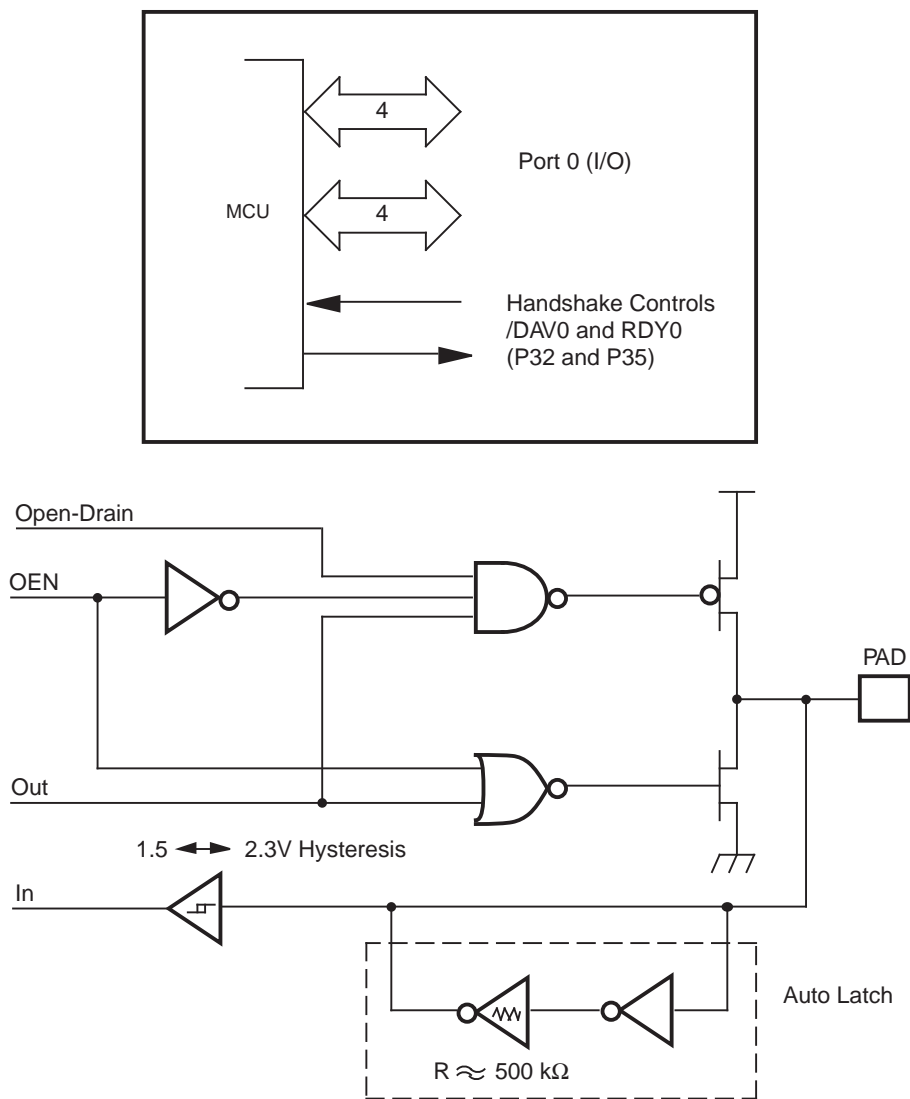 4
Port 0 (I/O)
MCU
4
Handshake Controls
/DAV0 and RDY0
(P32 and P35)
Open-Drain
OEN
PAD
Out
1.5 2.3V Hysteresis
In
Auto Latch
R ≈ 500 kΩ